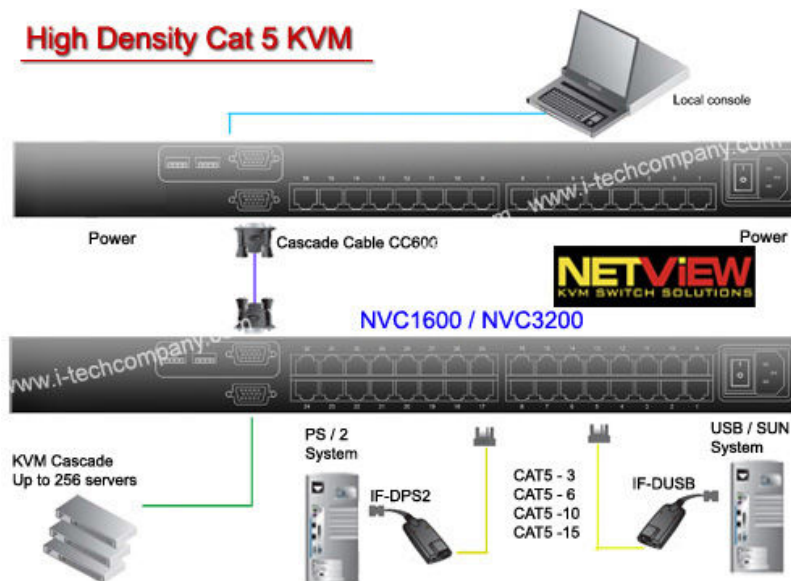 High Density Cat 5 KVM
Local console
www.i-techcompany.com
Power
Cascade Cable CC600
Power
NETViEW
KVM SWITCH SOLUTIONS
NVC1600 / NVC3200
www.i-techcompany.com
KVM Cascade
Up to 256 servers
PS / 2
System
IF-DPS2
CAT5 - 3
CAT5 - 6
CAT5 -10
CAT5 -15
IF-DUSB
USB / SUN
System